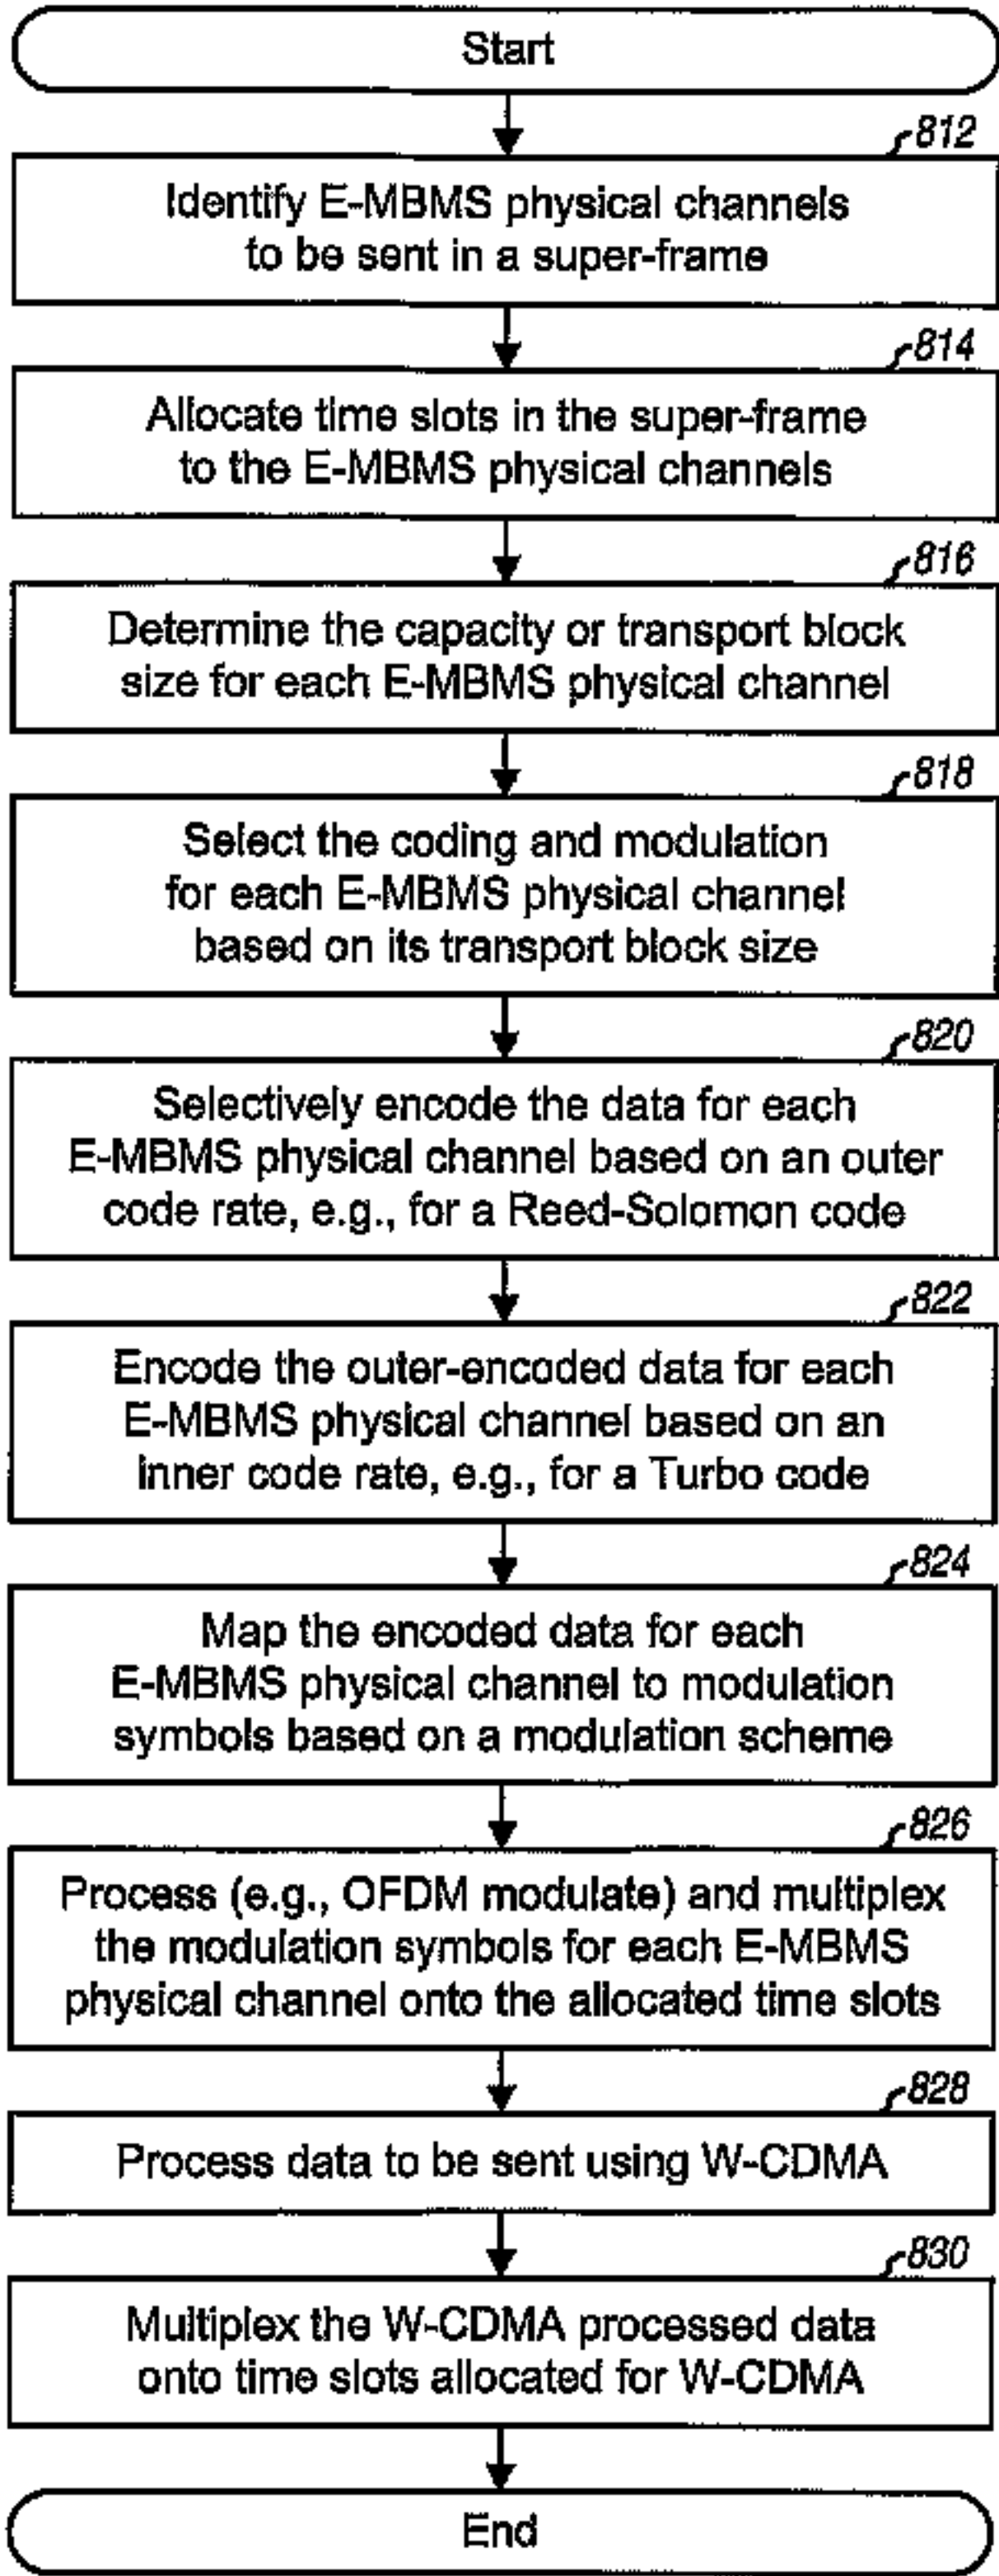 Start
812
Identify E-MBMS physical channels
to be sent in a super-frame
814
Allocate time slots in the super-frame
to the E-MBMS physical channels
816
Determine the capacity or transport block
size for each E-MBMS physical channel
818
Select the coding and modulation
for each E-MBMS physical channel
based on its transport block size
820
Selectively encode the data for each
E-MBMS physical channel based on an outer
code rate, e.g., for a Reed-Solomon code
822
Encode the outer-encoded data for each
E-MBMS physical channel based on an
inner code rate, e.g., for a Turbo code
824
Map the encoded data for each
E-MBMS physical channel to modulation
symbols based on a modulation scheme
826
Process (e.g., OFDM modulate) and multiplex
the modulation symbols for each E-MBMS
physical channel onto the allocated time slots
828
Process data to be sent using W-CDMA
830
Multiplex the W-CDMA processed data
onto time slots allocated for W-CDMA
End